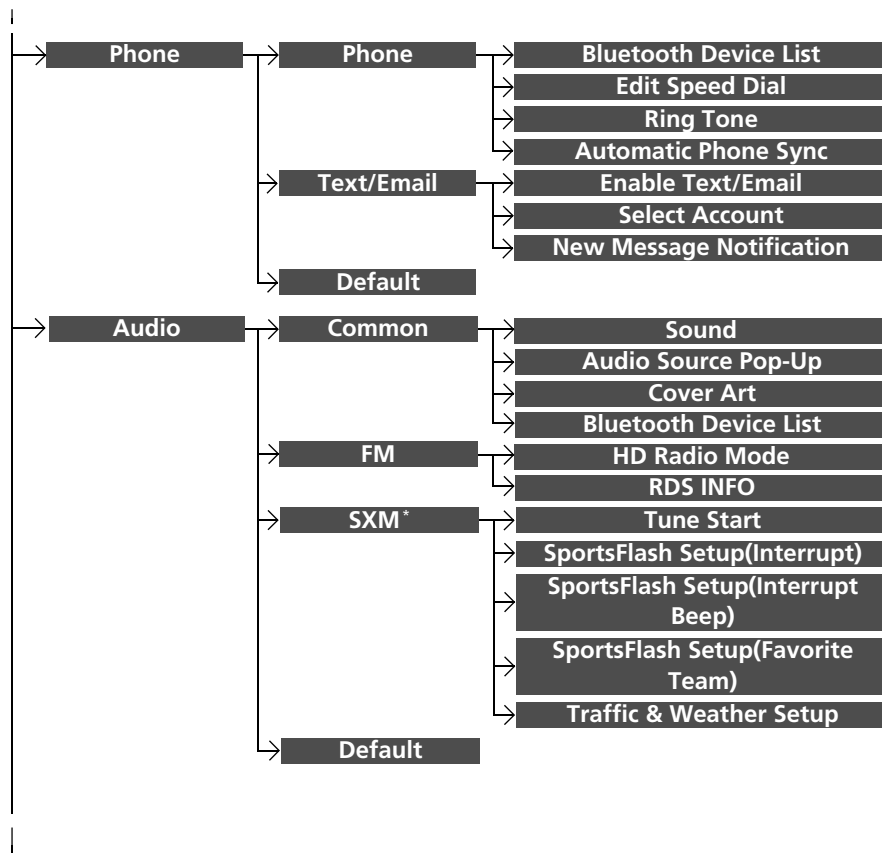 Phone
Phone
Bluetooth Device List
Edit Speed Dial
Ring Tone
Automatic Phone Sync
Text/Email
Enable Text/Email
Select Account
New Message Notification
Default
Audio
Common
Sound
Audio Source Pop-Up
Cover Art
Bluetooth Device List
FM
HD Radio Mode
RDS INFO
SXM*
Tune Start
SportsFlash Setup(Interrupt)
SportsFlash Setup(Interrupt
Beep)
SportsFlash Setup(Favorite
Team)
Traffic & Weather Setup
Default